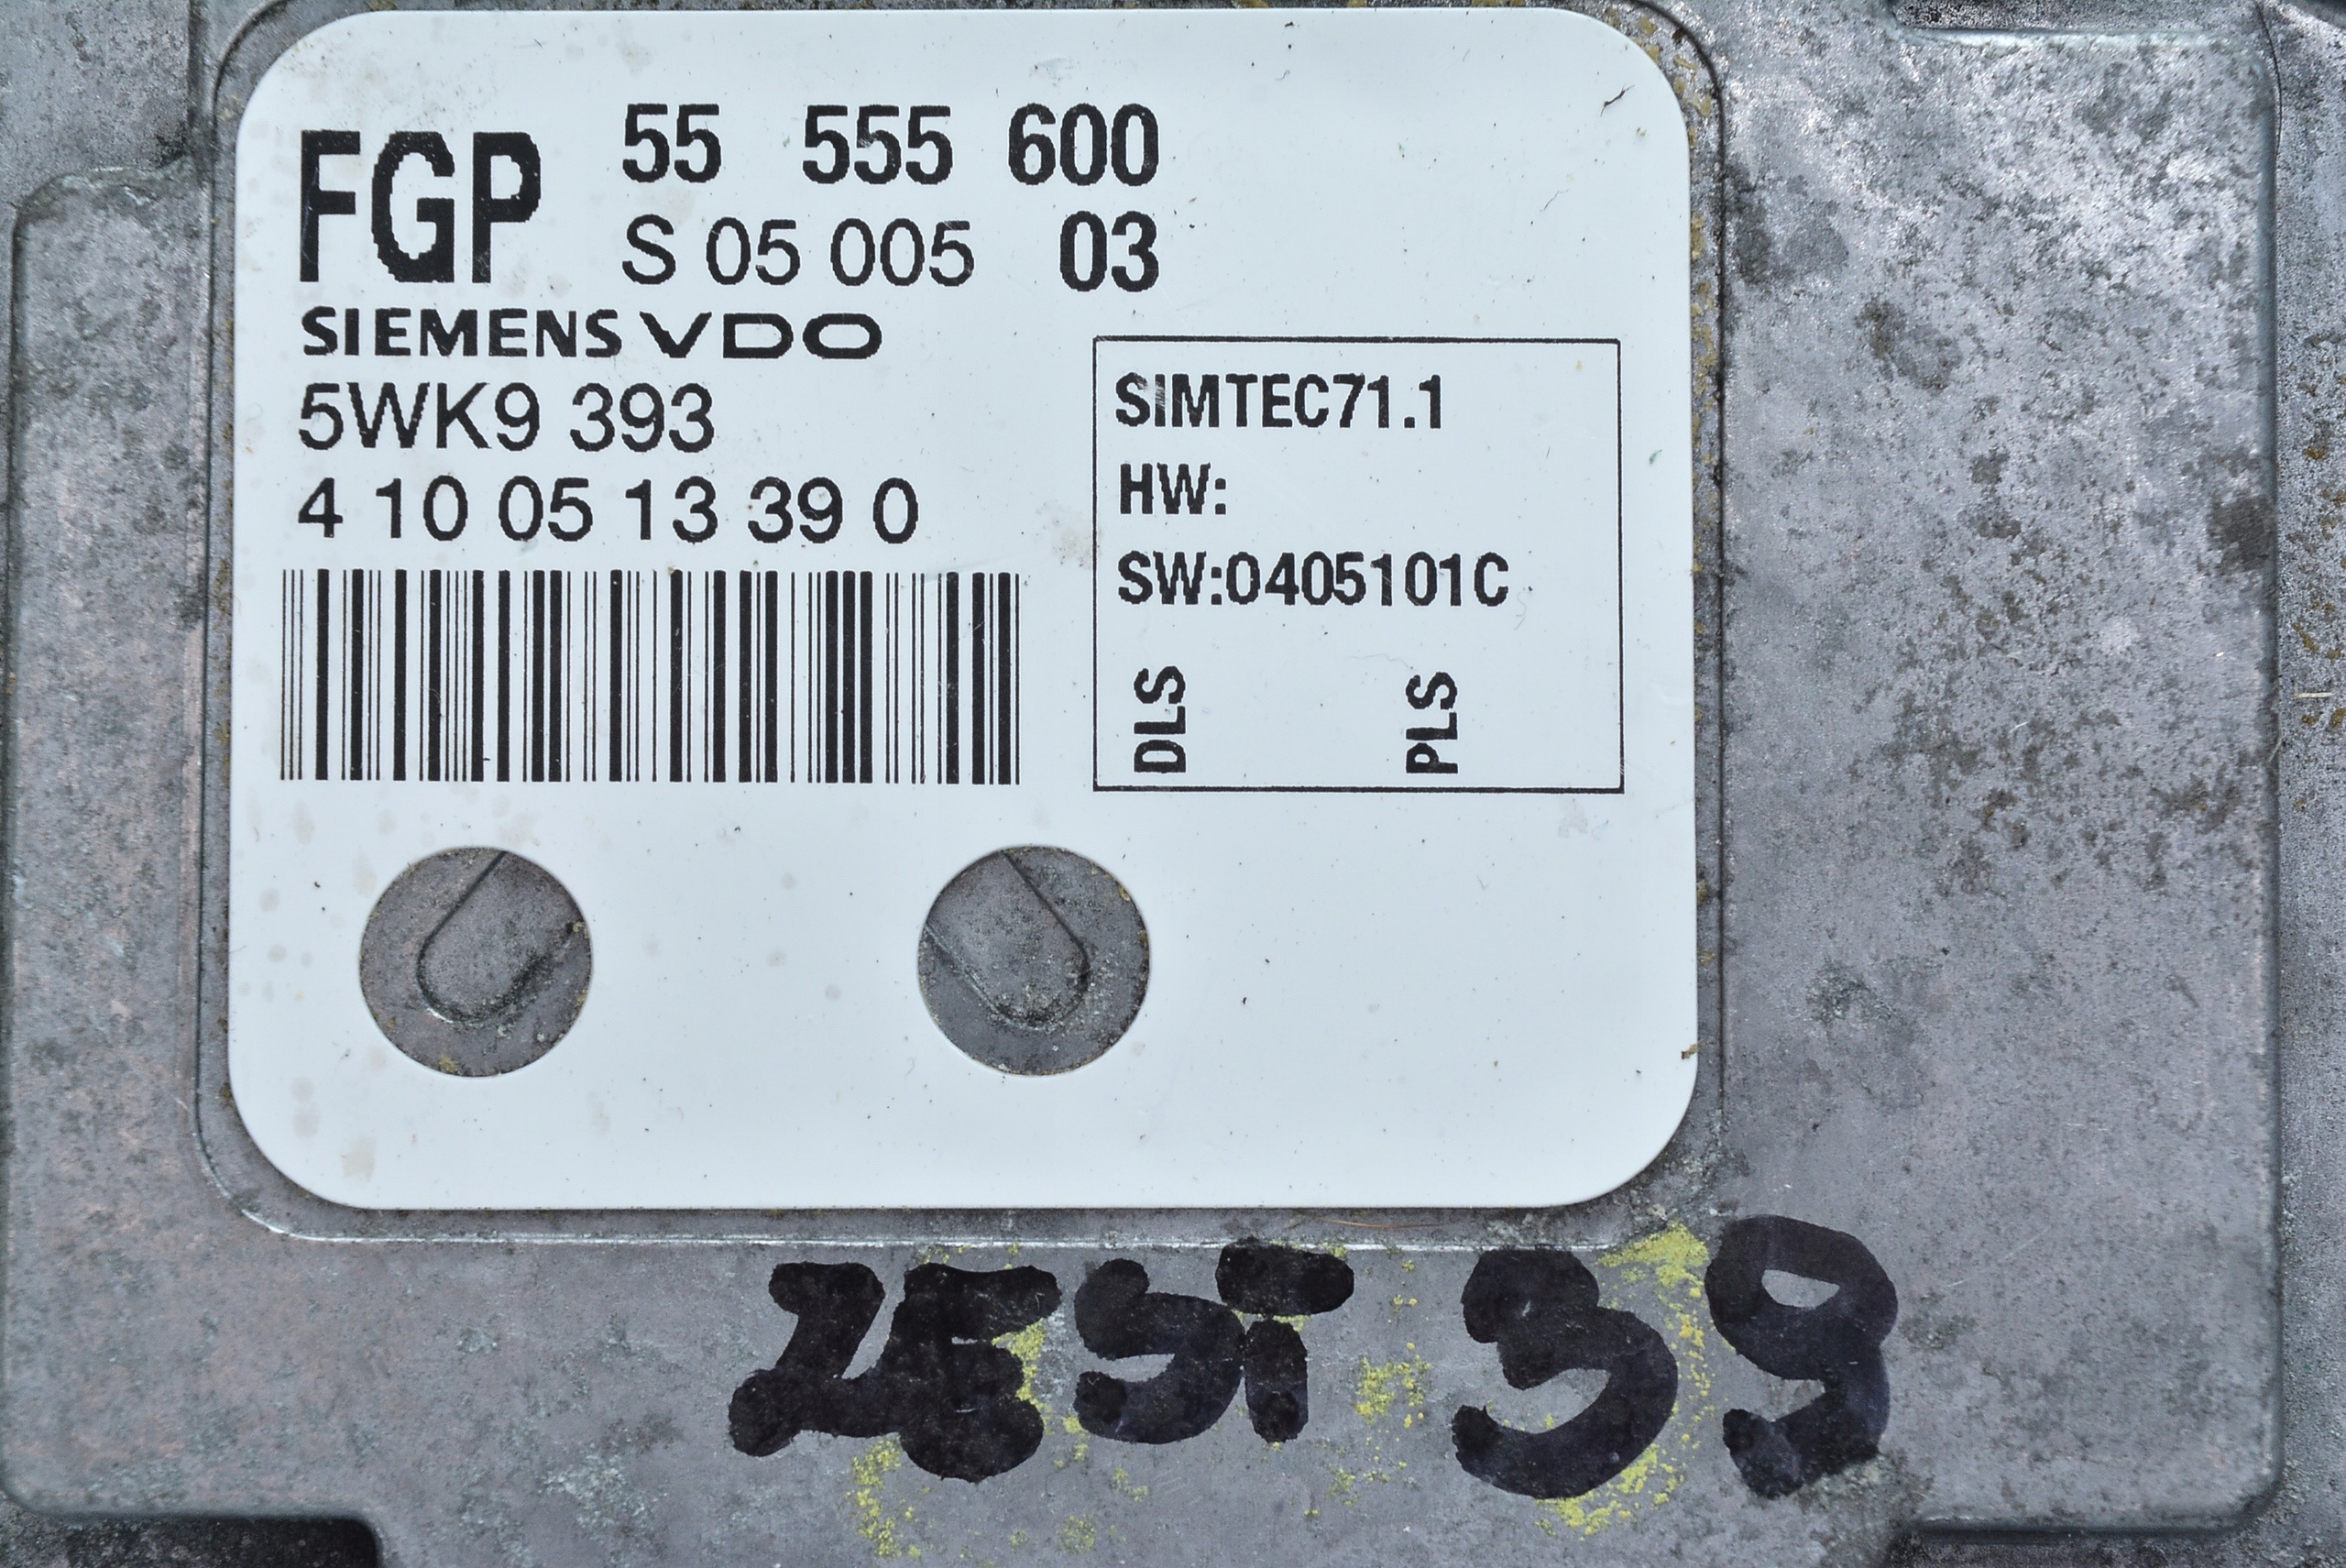 FGP 55 555 600
S 05 005 03
SIEMENS VDO
5WK9 393
4 10 05 13 39 0
SIMTEC71.1
HW:
SW:0405101C
DLS PLS
ZEST 39